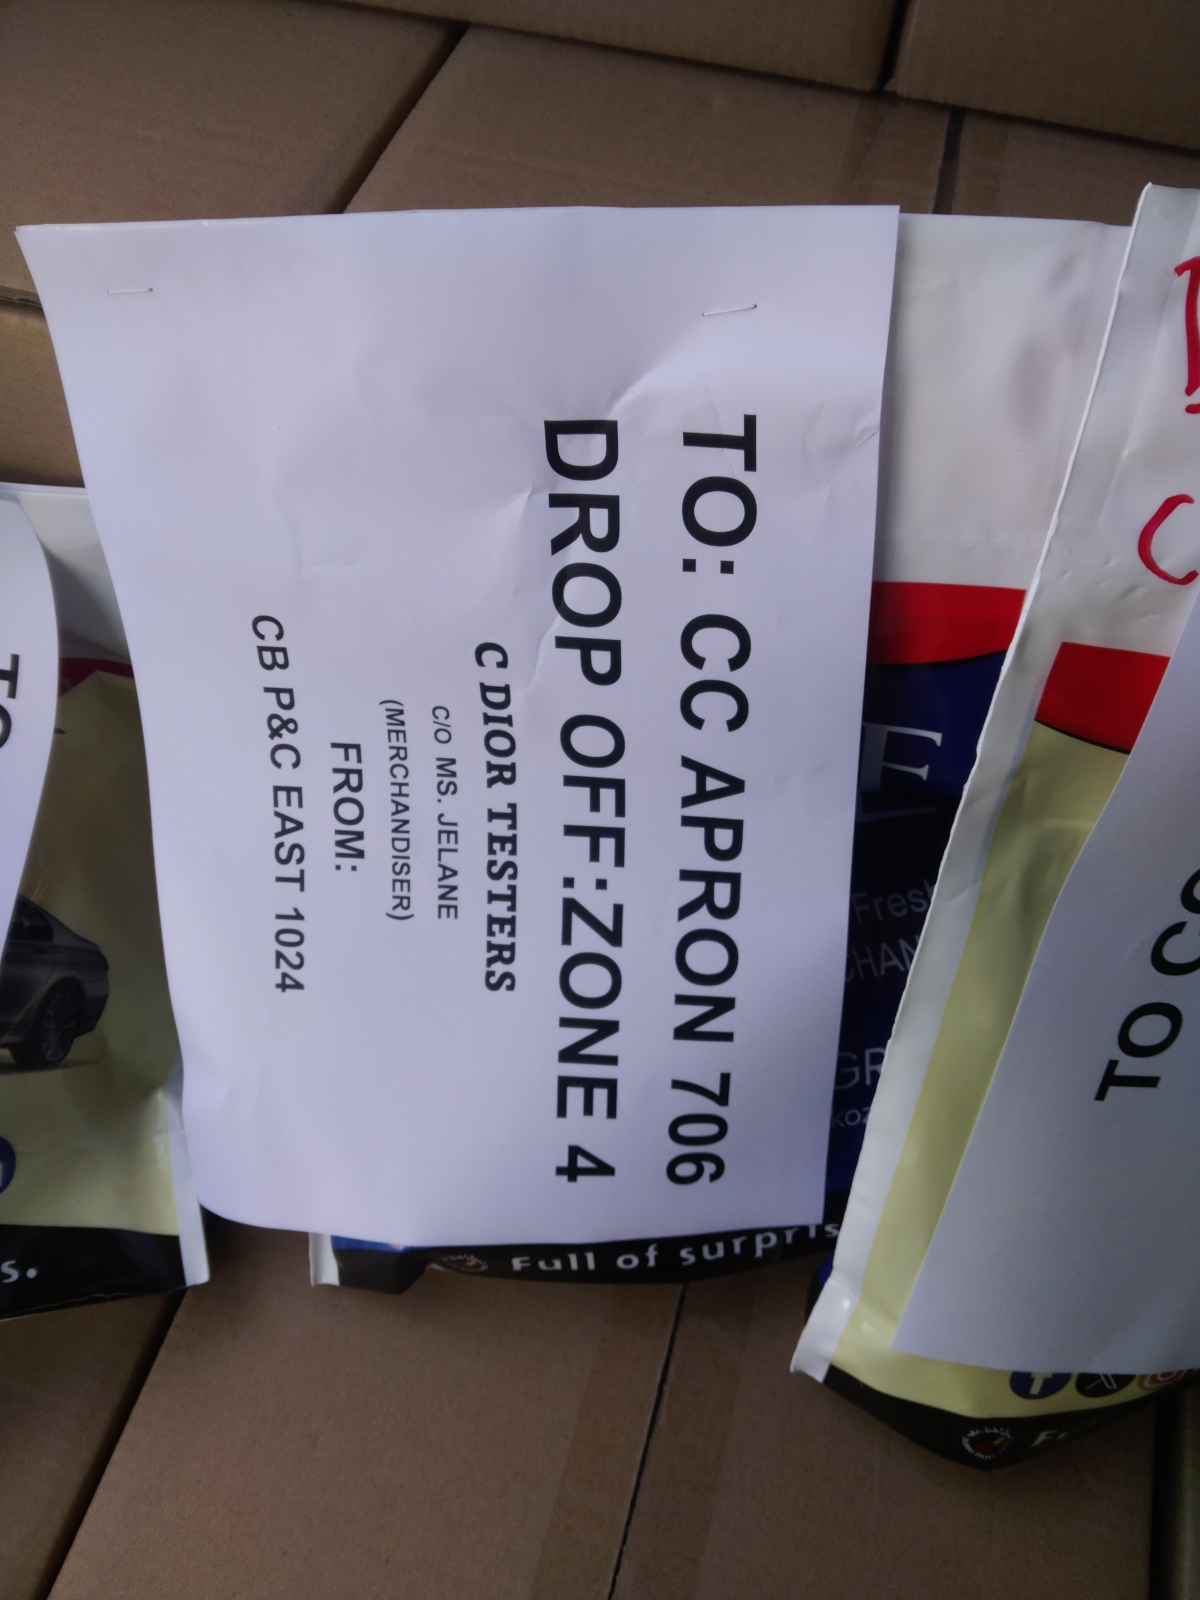 TO: CC APRON 706
DROP OFF:ZONE 4
C DIOR TESTERS
C/O MS. JELANE
(MERCHANDISER)
FROM:
CB P&C EAST 1024
Full of surpris
Fresh
GR
TO
s.